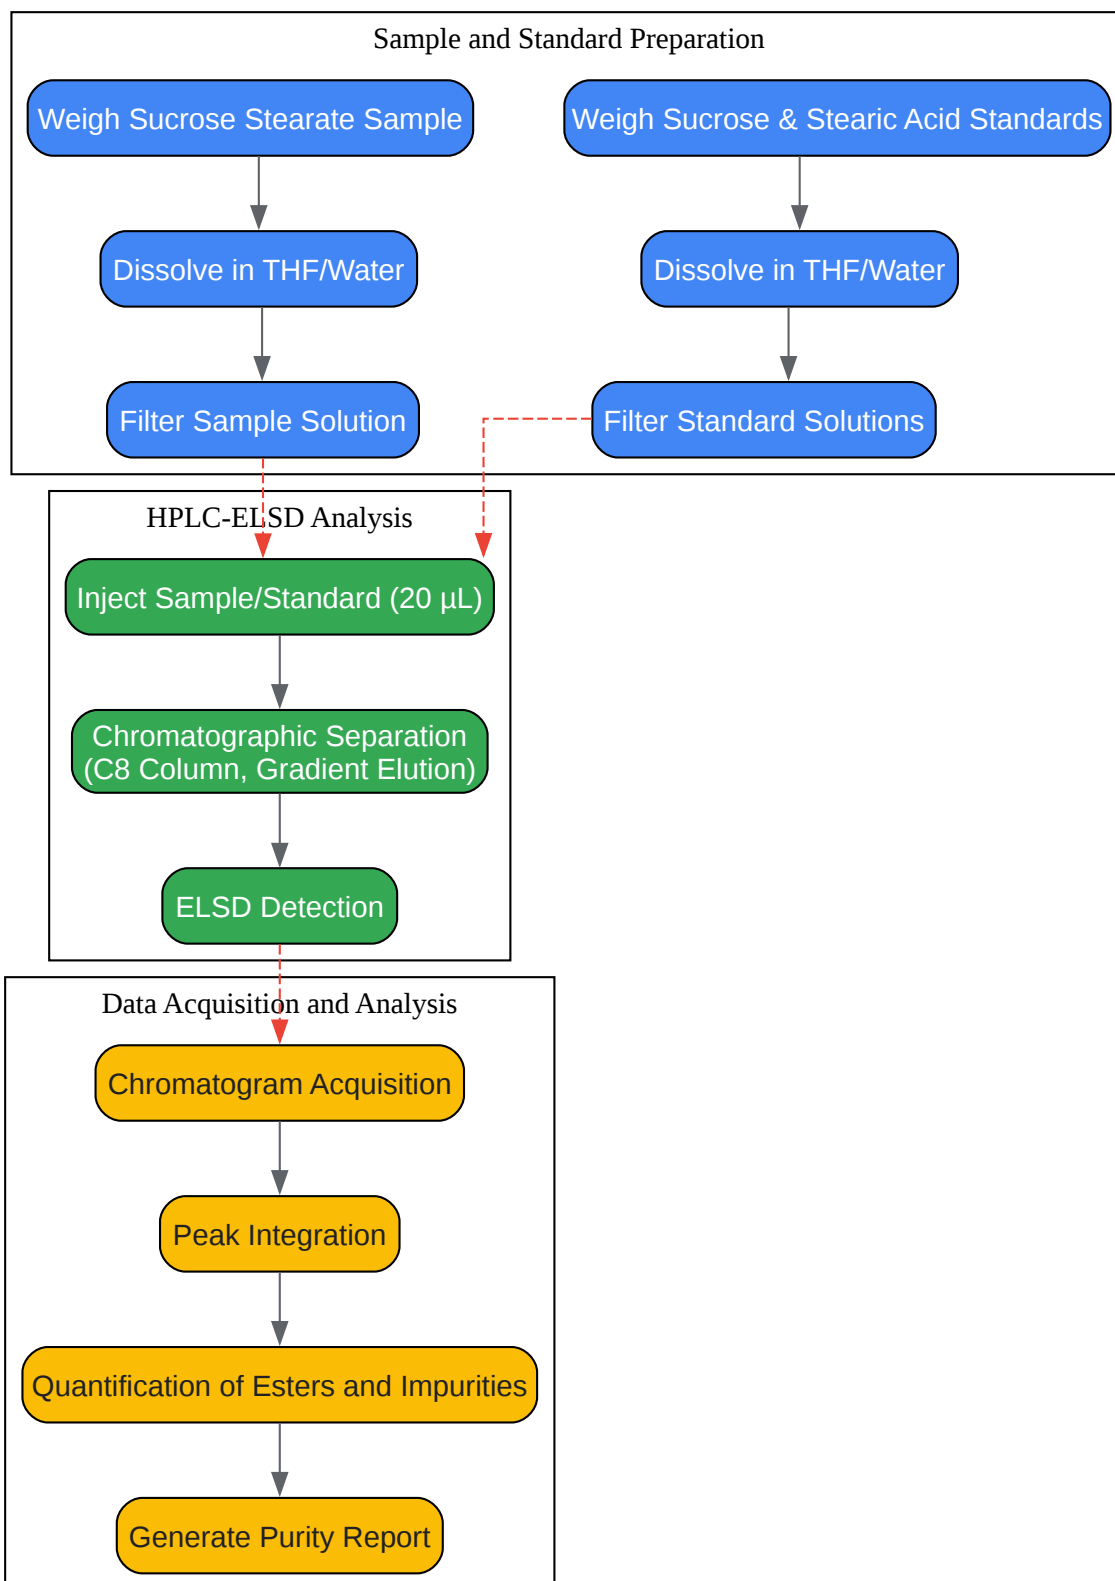 Sample and Standard Preparation
Weigh Sucrose Stearate Sample
Weigh Sucrose & Stearic Acid Standards
Dissolve in THF/Water
Dissolve in THF/Water
Filter Sample Solution
Filter Standard Solutions
HPLC-ELSD Analysis
Inject Sample/Standard (20 µL)
Chromatographic Separation
(C8 Column, Gradient Elution)
ELSD Detection
Data Acquisition and Analysis
Chromatogram Acquisition
Peak Integration
Quantification of Esters and Impurities
Generate Purity Report